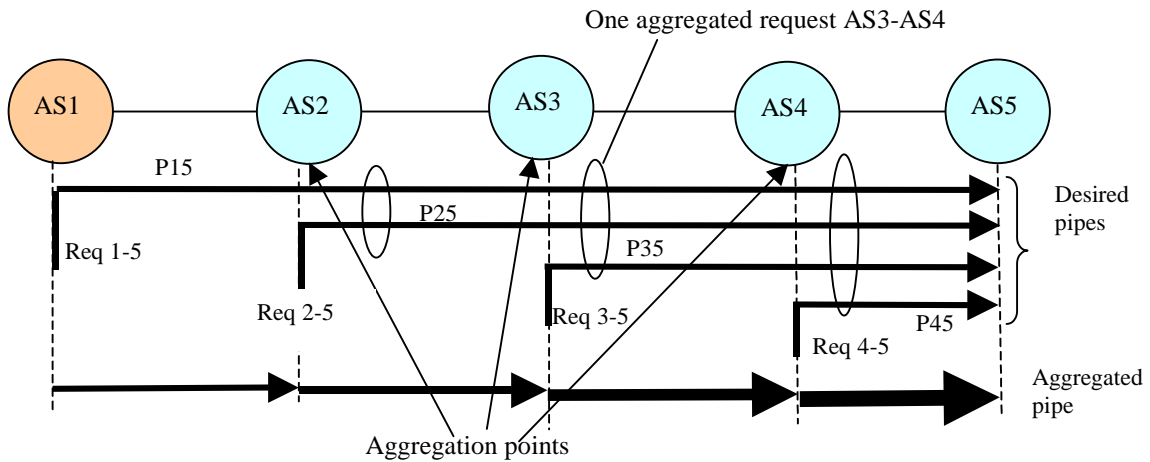 One aggregated request AS3-AS4
AS1
AS2
AS3
AS4
AS5
P15
P25
P35
P45
Desired
pipes
Req 1-5
Req 2-5
Req 3-5
Req 4-5
Aggregated
pipe
Aggregation points